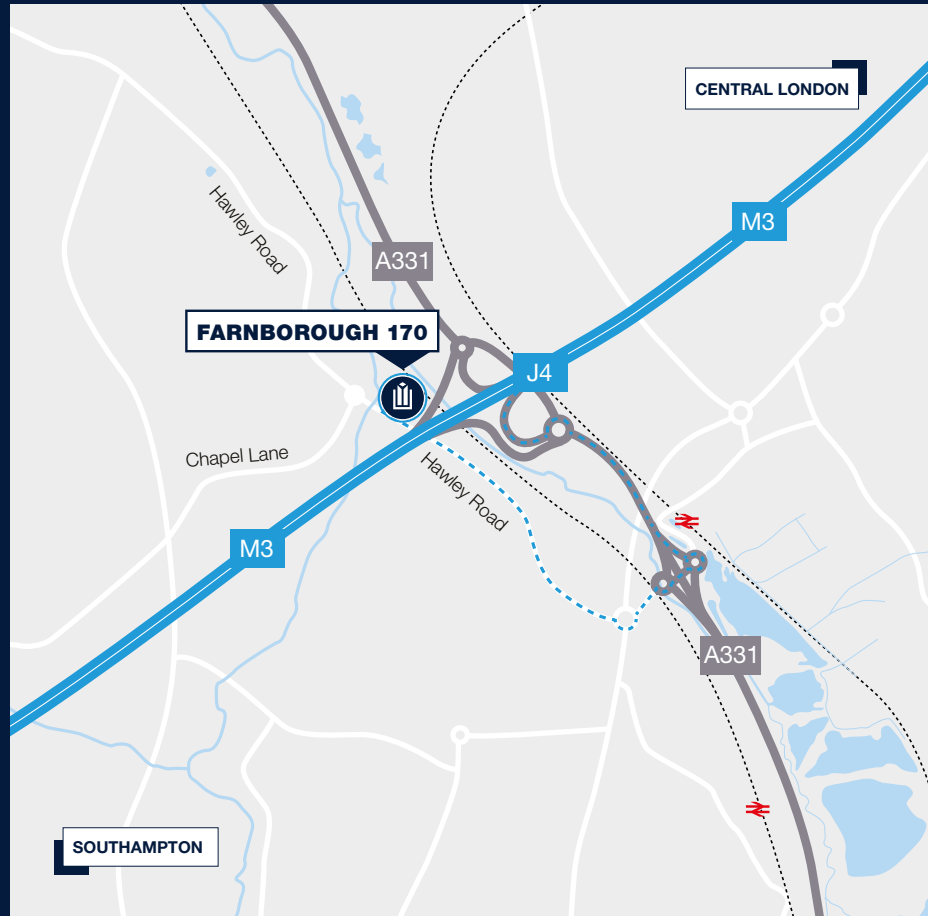 CENTRAL LONDON
M3
Hawley Road
A331
FARNBOROUGH 170
J4
Chapel Lane
Hawley Road
M3
A331
SOUTHAMPTON